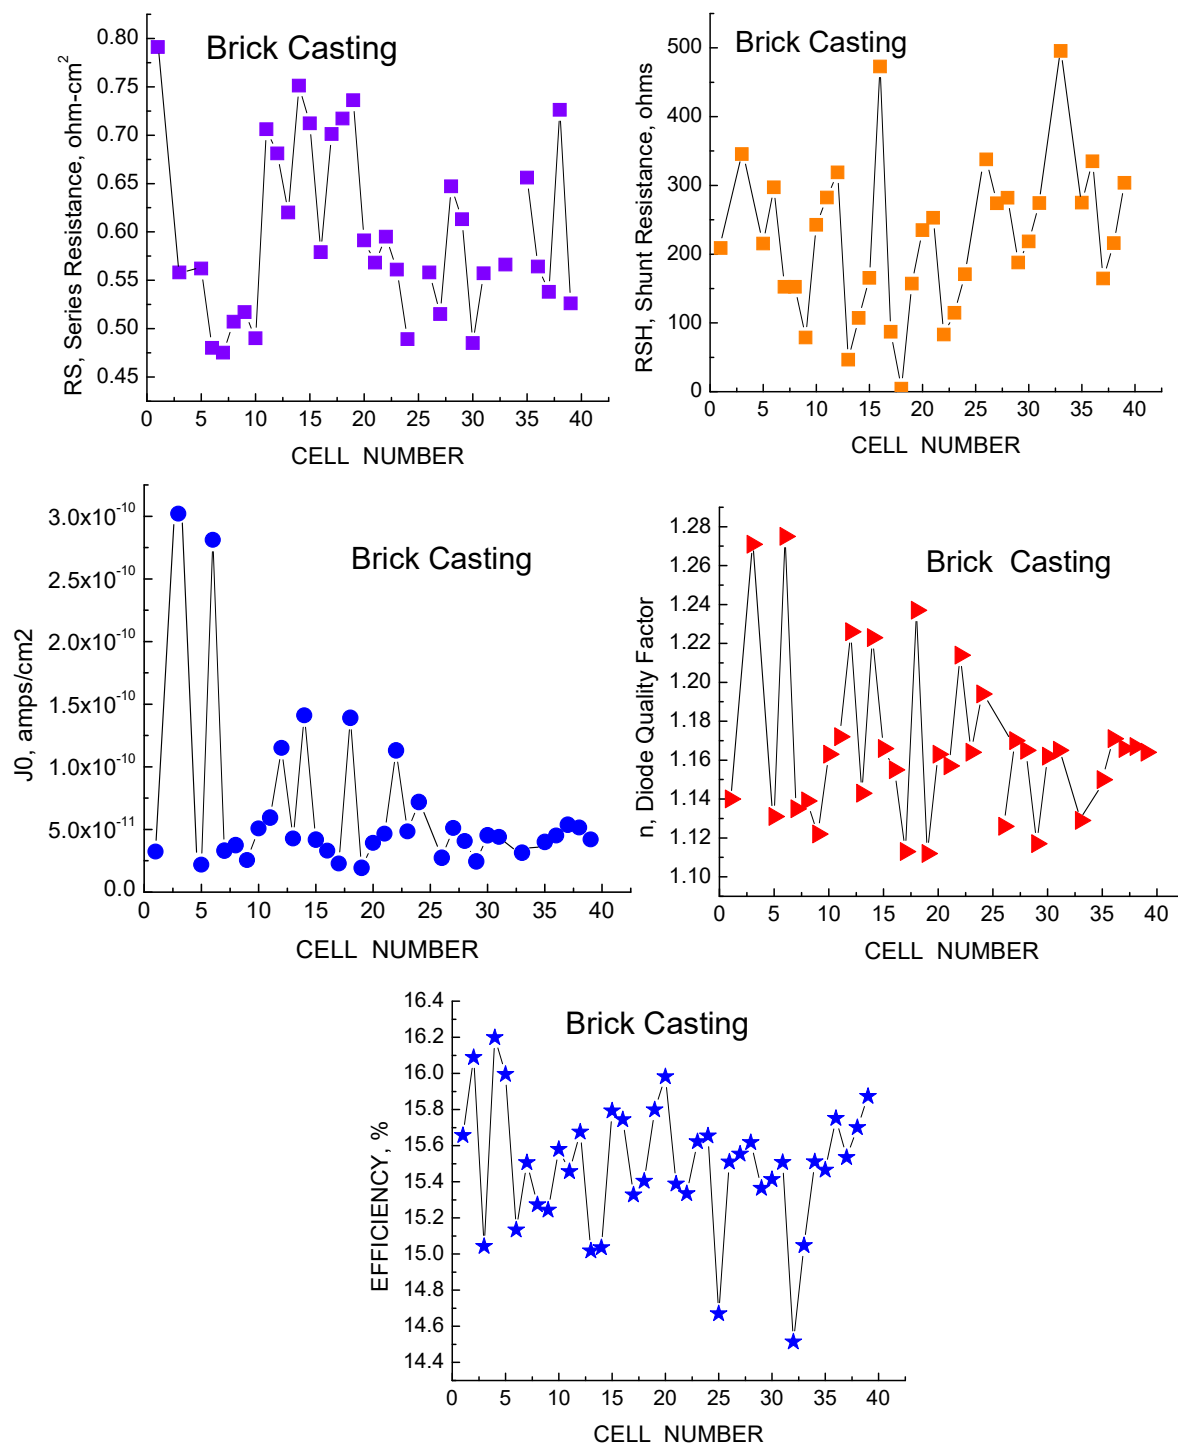 Brick Casting
RS, Series Resistance, ohm-cm²
0.80
0.75
0.70
0.65
0.60
0.55
0.50
0.45
0 5 10 15 20 25 30 35 40
CELL NUMBER
Brick Casting
RSH, Shunt Resistance, ohms
500
400
300
200
100
0
0 5 10 15 20 25 30 35 40
CELL NUMBER
Brick Casting
J0, amps/cm2
3.0x10⁻¹⁰
2.5x10⁻¹⁰
2.0x10⁻¹⁰
1.5x10⁻¹⁰
1.0x10⁻¹⁰
5.0x10⁻¹¹
0.0
0 5 10 15 20 25 30 35 40
CELL NUMBER
Brick Casting
n, Diode Quality Factor
1.28
1.26
1.24
1.22
1.20
1.18
1.16
1.14
1.12
1.10
0 5 10 15 20 25 30 35 40
CELL NUMBER
Brick Casting
EFFICIENCY, %
16.4
16.2
16.0
15.8
15.6
15.4
15.2
15.0
14.8
14.6
14.4
0 5 10 15 20 25 30 35 40
CELL NUMBER